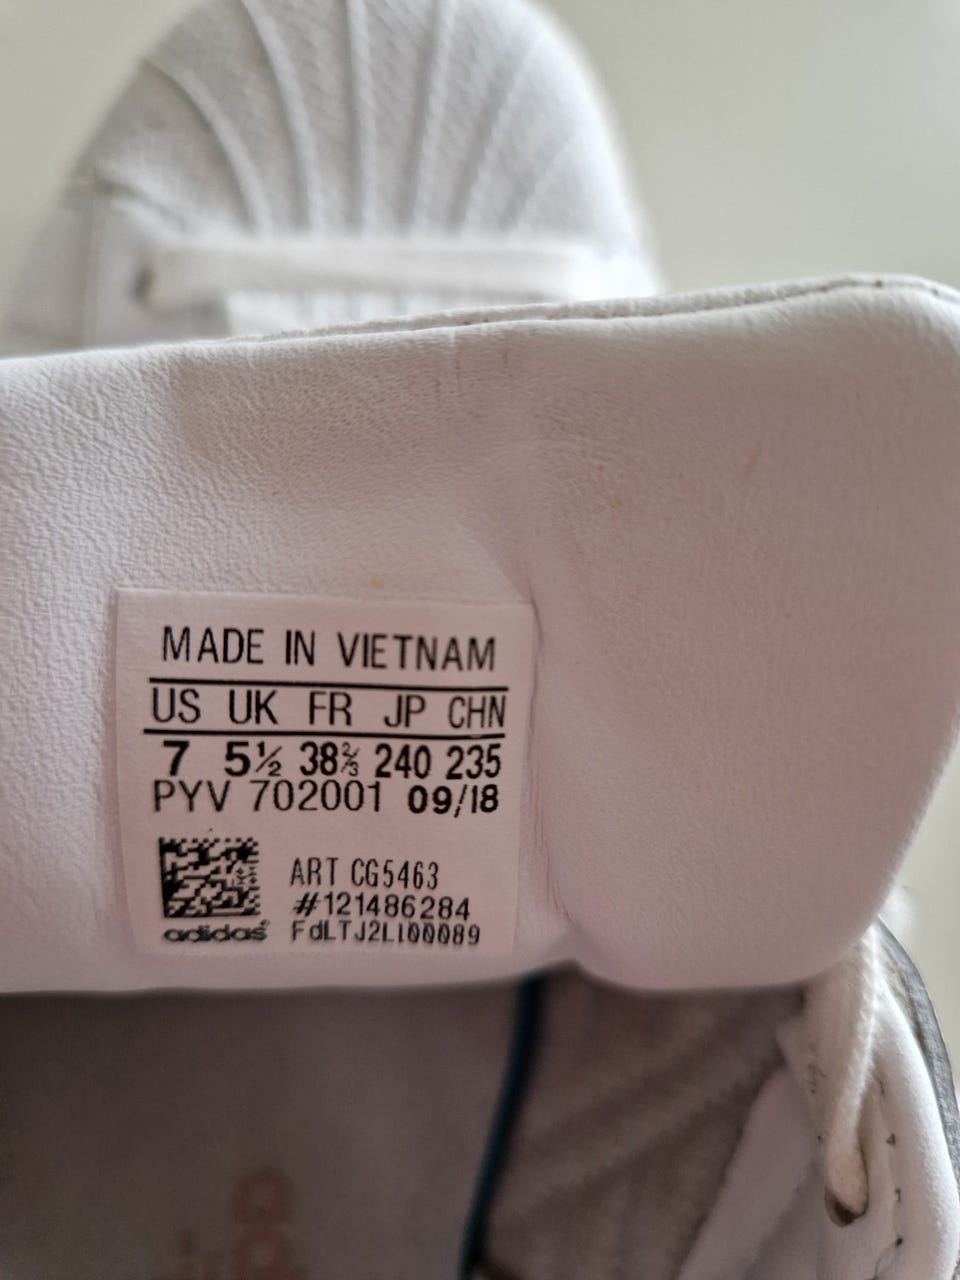 MADE IN VIETNAM
US UK FR JP CHN
7 5½ 38⅔ 240 235
PYV 702001 09/18
ART CG5463
#121486284
adidas FdLTJ2LI00089